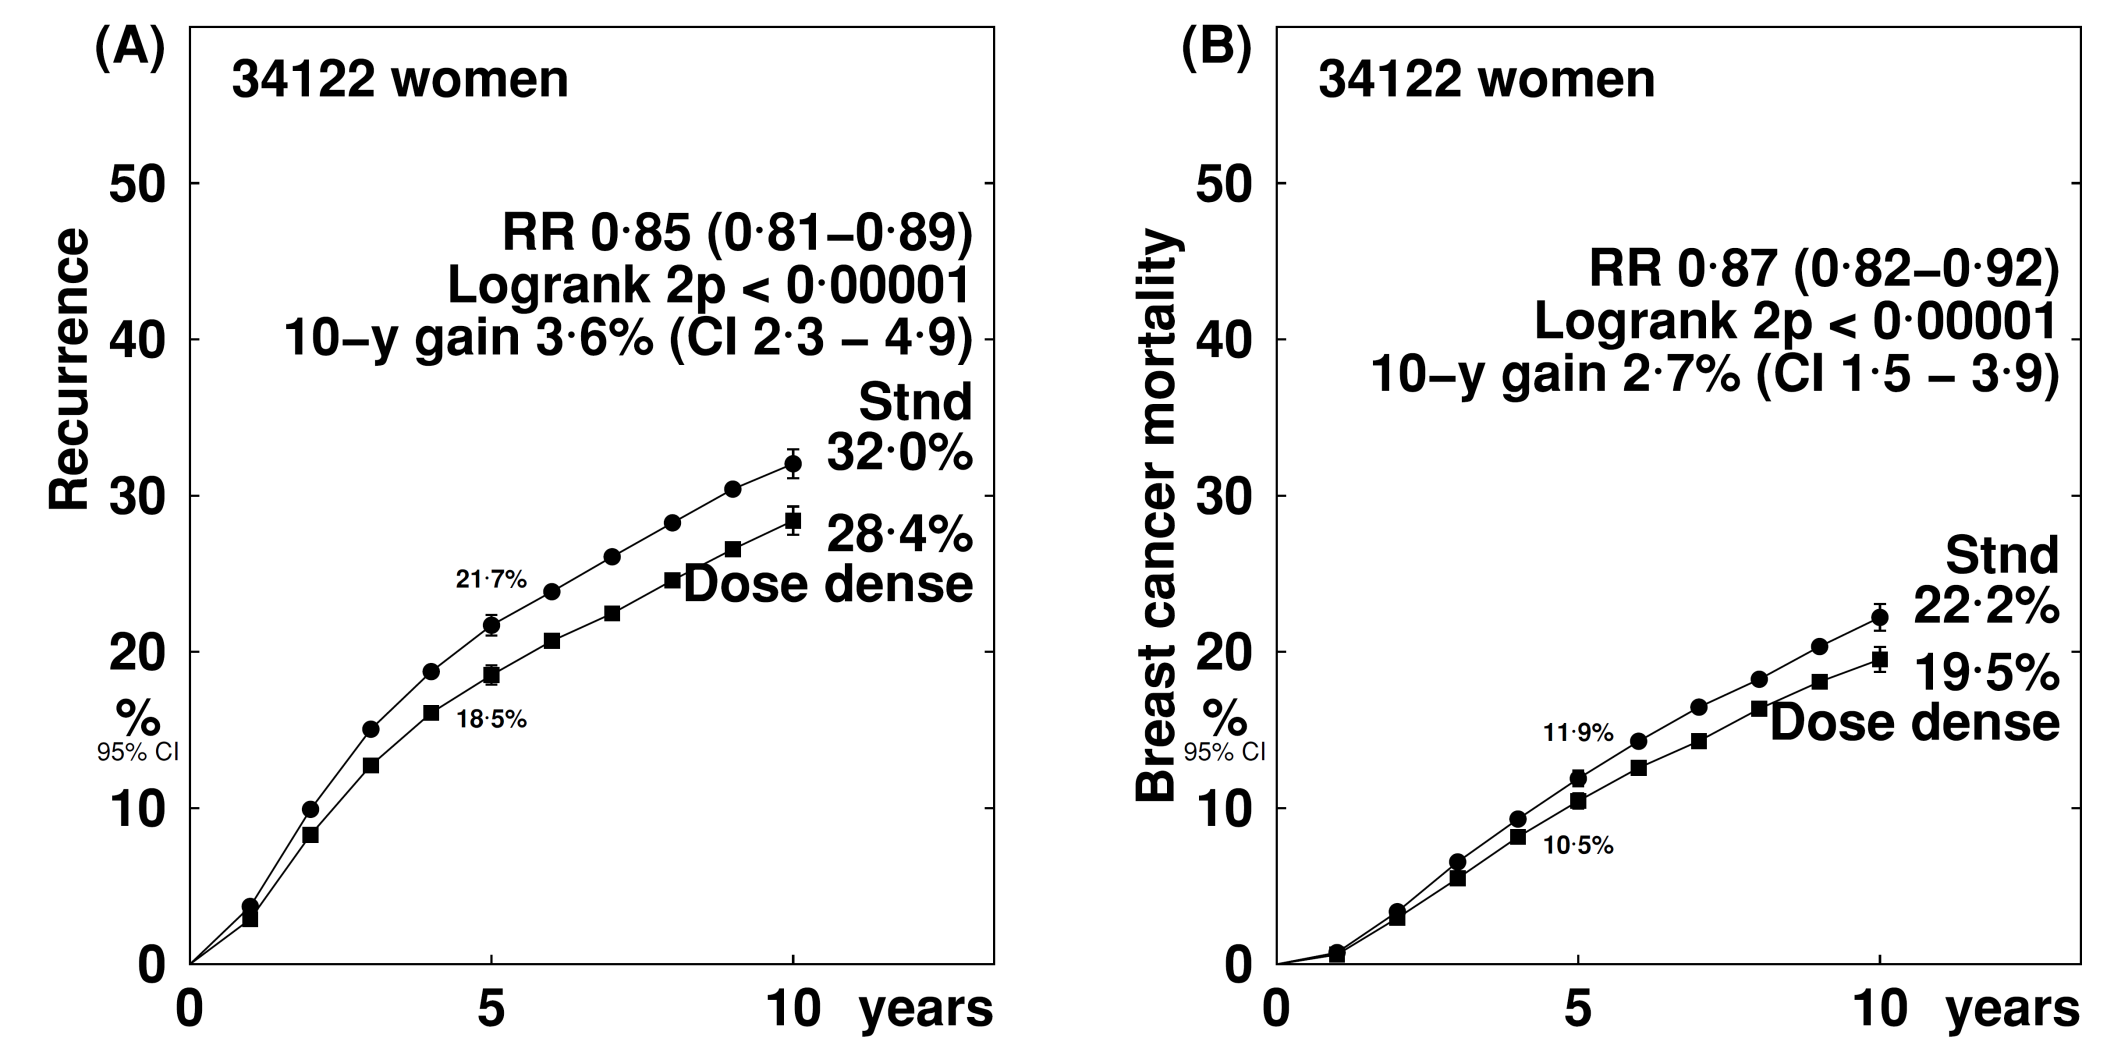 (A)
34122 women
50
40
30
20
10
0
Recurrence
%
95% CI
RR 0·85 (0·81–0·89)
Logrank 2p < 0·00001
10–y gain 3·6% (CI 2·3 – 4·9)
Stnd
32·0%
28·4%
Dose dense
21·7%
18·5%
0 5 10 years
(B)
34122 women
50
40
30
20
10
0
Breast cancer mortality
%
95% CI
RR 0·87 (0·82–0·92)
Logrank 2p < 0·00001
10–y gain 2·7% (CI 1·5 – 3·9)
Stnd
22·2%
19·5%
Dose dense
11·9%
10·5%
0 5 10 years